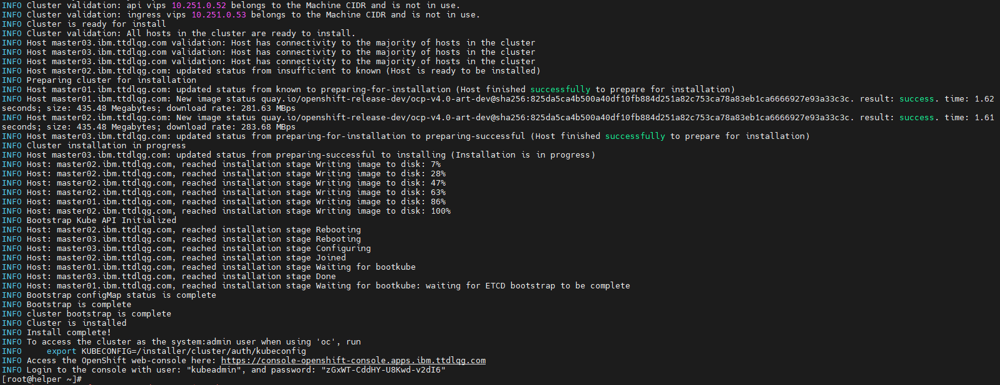 INFO Cluster validation: api vips 10.251.0.52 belongs to the Machine CIDR and is not in use.
INFO Cluster validation: ingress vips 10.251.0.53 belongs to the Machine CIDR and is not in use.
INFO Cluster is ready for install
INFO Cluster validation: All hosts in the cluster are ready to install.
INFO Host master03.ibm.ttdlqg.com validation: Host has connectivity to the majority of hosts in the cluster
INFO Host master03.ibm.ttdlqg.com validation: Host has connectivity to the majority of hosts in the cluster
INFO Host master03.ibm.ttdlqg.com validation: Host has connectivity to the majority of hosts in the cluster
INFO Host master02.ibm.ttdlqg.com: updated status from insufficient to known (Host is ready to be installed)
INFO Preparing cluster for installation
INFO Host master01.ibm.ttdlqg.com: updated status from known to preparing-for-installation (Host finished successfully to prepare for installation)
INFO Host master01.ibm.ttdlqg.com: New image status quay.io/openshift-release-dev/ocp-v4.0-art-dev@sha256:825da5ca4b500a40df10fb884d251a82c753ca78a83eb1ca6666927e93a33c3c. result: success. time: 1.62
seconds; size: 435.48 Megabytes; download rate: 281.63 MBps
INFO Host master02.ibm.ttdlqg.com: New image status quay.io/openshift-release-dev/ocp-v4.0-art-dev@sha256:825da5ca4b500a40df10fb884d251a82c753ca78a83eb1ca6666927e93a33c3c. result: success. time: 1.61
seconds; size: 435.48 Megabytes; download rate: 283.68 MBps
INFO Host master03.ibm.ttdlqg.com: updated status from preparing-for-installation to preparing-successful (Host finished successfully to prepare for installation)
INFO Cluster installation in progress
INFO Host master03.ibm.ttdlqg.com: updated status from preparing-successful to installing (Installation is in progress)
INFO Host: master02.ibm.ttdlqg.com, reached installation stage Writing image to disk: 7%
INFO Host: master02.ibm.ttdlqg.com, reached installation stage Writing image to disk: 28%
INFO Host: master02.ibm.ttdlqg.com, reached installation stage Writing image to disk: 47%
INFO Host: master02.ibm.ttdlqg.com, reached installation stage Writing image to disk: 63%
INFO Host: master01.ibm.ttdlqg.com, reached installation stage Writing image to disk: 86%
INFO Host: master02.ibm.ttdlqg.com, reached installation stage Writing image to disk: 100%
INFO Bootstrap Kube API Initialized
INFO Host: master02.ibm.ttdlqg.com, reached installation stage Rebooting
INFO Host: master03.ibm.ttdlqg.com, reached installation stage Rebooting
INFO Host: master03.ibm.ttdlqg.com, reached installation stage Configuring
INFO Host: master02.ibm.ttdlqg.com, reached installation stage Joined
INFO Host: master01.ibm.ttdlqg.com, reached installation stage Waiting for bootkube
INFO Host: master03.ibm.ttdlqg.com, reached installation stage Done
INFO Host: master01.ibm.ttdlqg.com, reached installation stage Waiting for bootkube: waiting for ETCD bootstrap to be complete
INFO Bootstrap configMap status is complete
INFO Bootstrap is complete
INFO cluster bootstrap is complete
INFO Cluster is installed
INFO Install complete!
INFO To access the cluster as the system:admin user when using 'oc', run
INFO     export KUBECONFIG=/installer/cluster/auth/kubeconfig
INFO Access the OpenShift web-console here: https://console-openshift-console.apps.ibm.ttdlqg.com
INFO Login to the console with user: "kubeadmin", and password: "zGxWT-CddHY-U8Kwd-v2dI6"
[root@helper ~]#